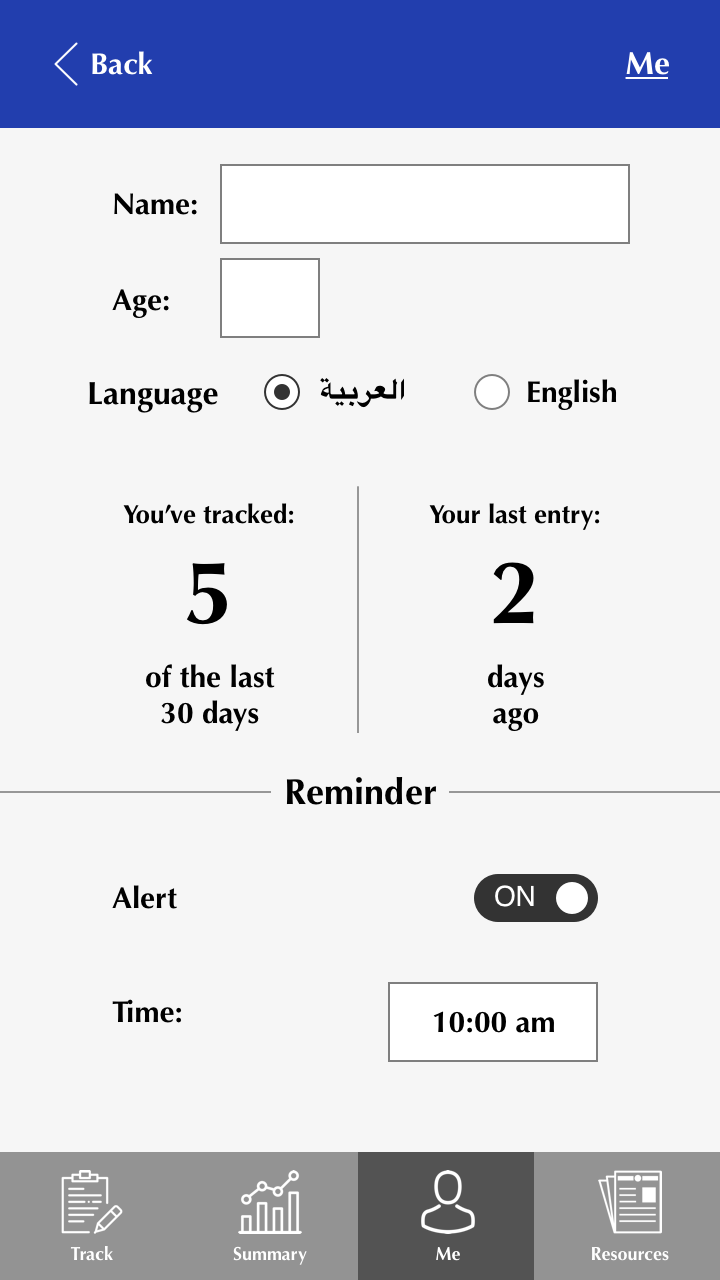 Back
Me
Name:
Age:
Language
العربية
English
You’ve tracked:
5
of the last
30 days
Your last entry:
2
days
ago
Reminder
Alert
ON
Time:
10:00 am
Track
Summary
Me
Resources